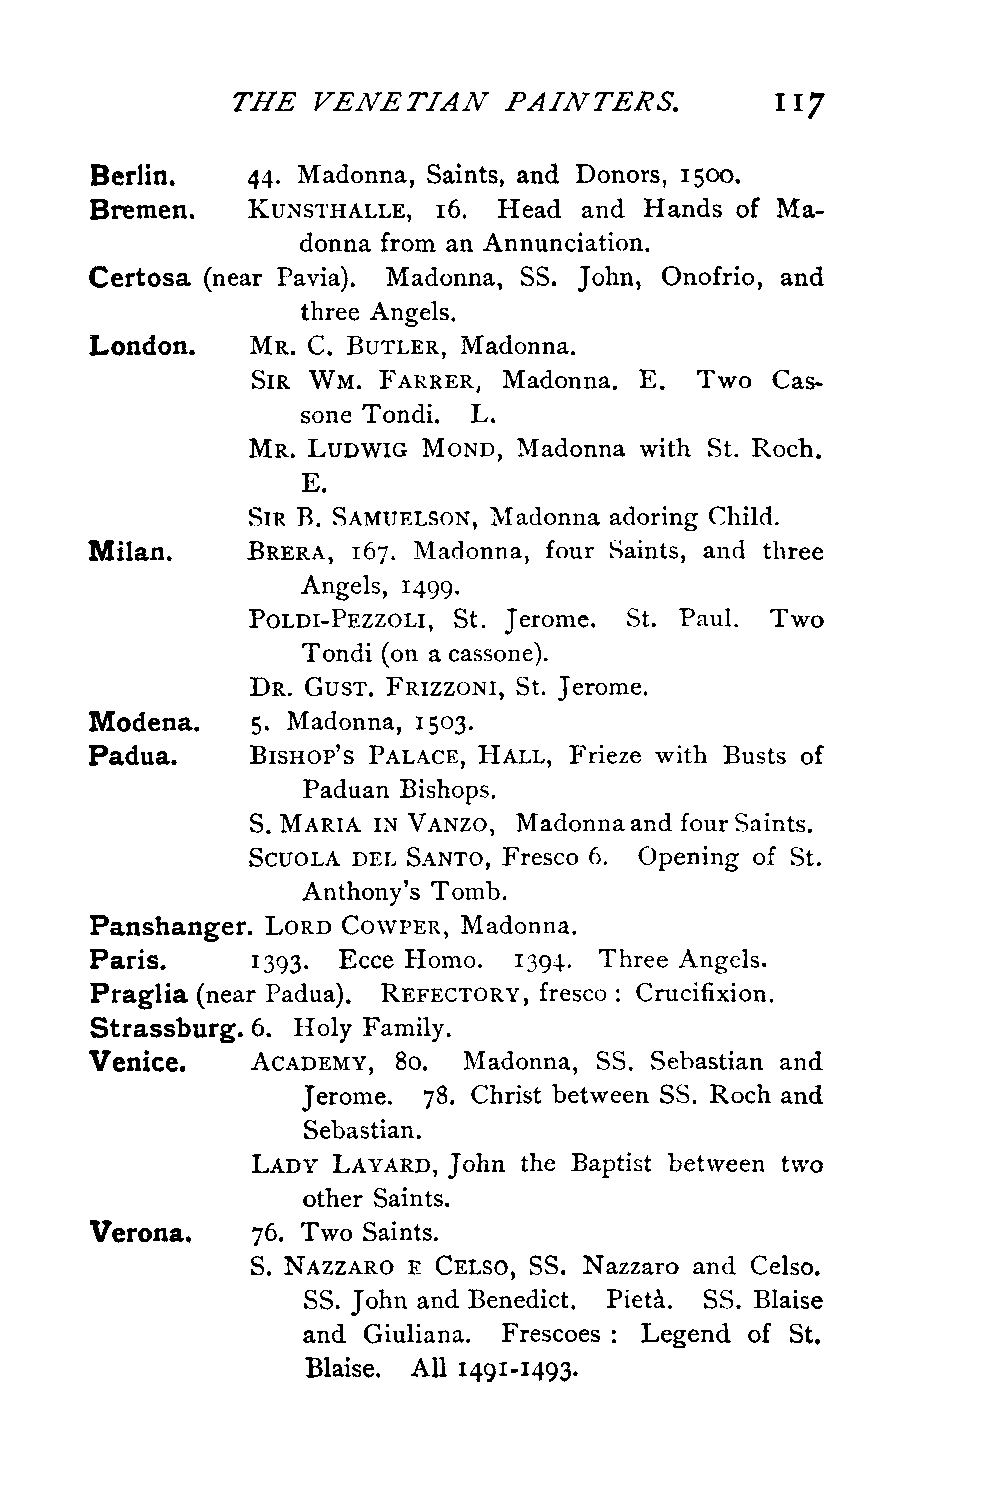 THE VENETIAN PAINTERS. 117
Berlin. 44. Madonna, Saints, and Donors, 1500.
Bremen. KUNSTHALLE, 16. Head and Hands of Ma-
donna from an Annunciation.
Certosa (near Pavia). Madonna, SS. John, Onofrio, and
three Angels.
London. MR. C. BUTLER, Madonna.
SIR WM. FARRER, Madonna. E. Two Cas-
sone Tondi. L.
MR. LUDWIG MOND, Madonna with St. Roch.
E.
SIR B. SAMUELSON, Madonna adoring Child.
Milan. BRERA, 167. Madonna, four Saints, and three
Angels, 1499.
POLDI-PEZZOLI, St. Jerome. St. Paul. Two
Tondi (on a cassone).
DR. GUST. FRIZZONI, St. Jerome.
Modena. 5. Madonna, 1503.
Padua. BISHOP'S PALACE, HALL, Frieze with Busts of
Paduan Bishops.
S. MARIA IN VANZO, Madonna and four Saints.
SCUOLA DEL SANTO, Fresco 6. Opening of St.
Anthony's Tomb.
Panshanger. LORD COWPER, Madonna.
Paris. 1393. Ecce Homo. 1394. Three Angels.
Praglia (near Padua). REFECTORY, fresco : Crucifixion.
Strassburg. 6. Holy Family.
Venice. ACADEMY, 80. Madonna, SS. Sebastian and
Jerome. 78. Christ between SS. Roch and
Sebastian.
LADY LAYARD, John the Baptist between two
other Saints.
Verona. 76. Two Saints.
S. NAZZARO E CELSO, SS. Nazzaro and Celso.
SS. John and Benedict. Pietà. SS. Blaise
and Giuliana. Frescoes : Legend of St.
Blaise. All 1491-1493.